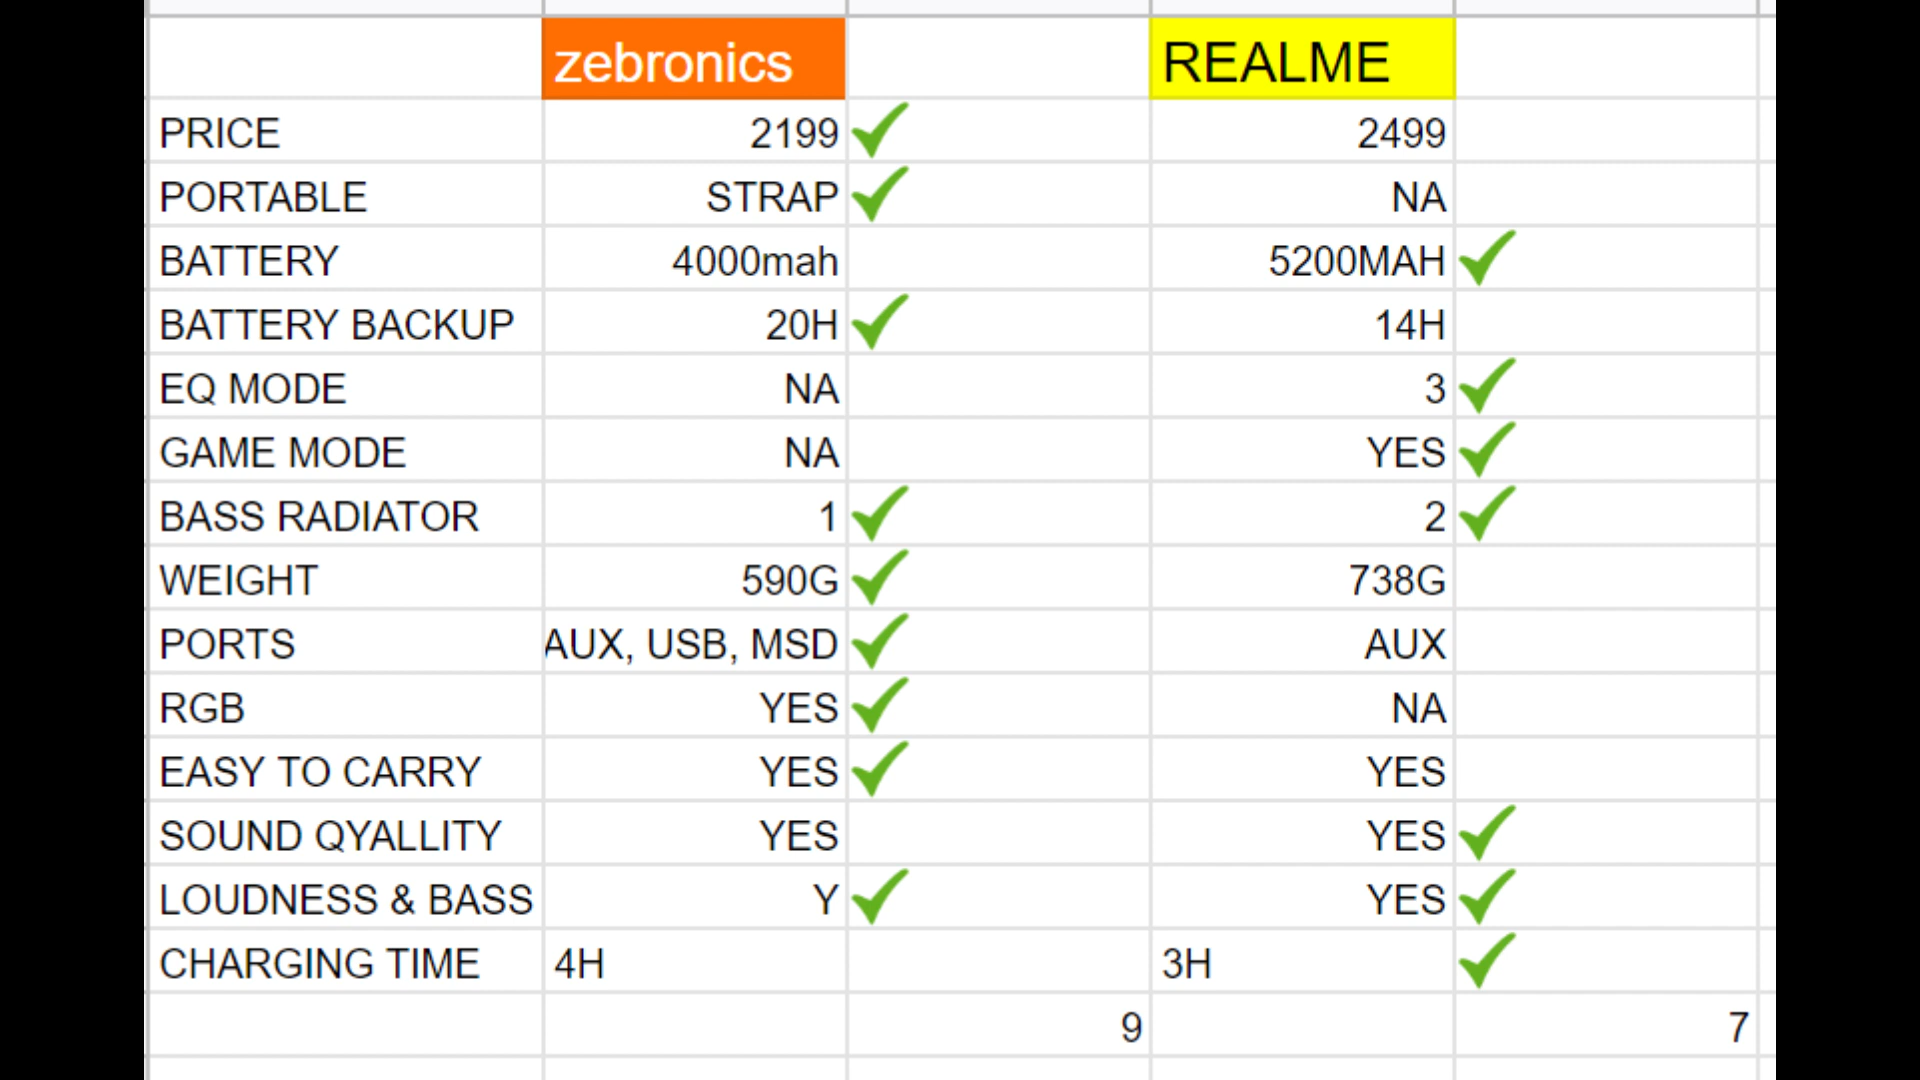 zebronics REALME
PRICE 2199 2499
PORTABLE STRAP NA
BATTERY 4000mah 5200MAH
BATTERY BACKUP 20H 14H
EQ MODE NA 3
GAME MODE NA YES
BASS RADIATOR 1 2
WEIGHT 590G 738G
PORTS AUX, USB, MSD AUX
RGB YES NA
EASY TO CARRY YES YES
SOUND QYALLITY YES YES
LOUDNESS & BASS Y YES
CHARGING TIME 4H 3H
9 7